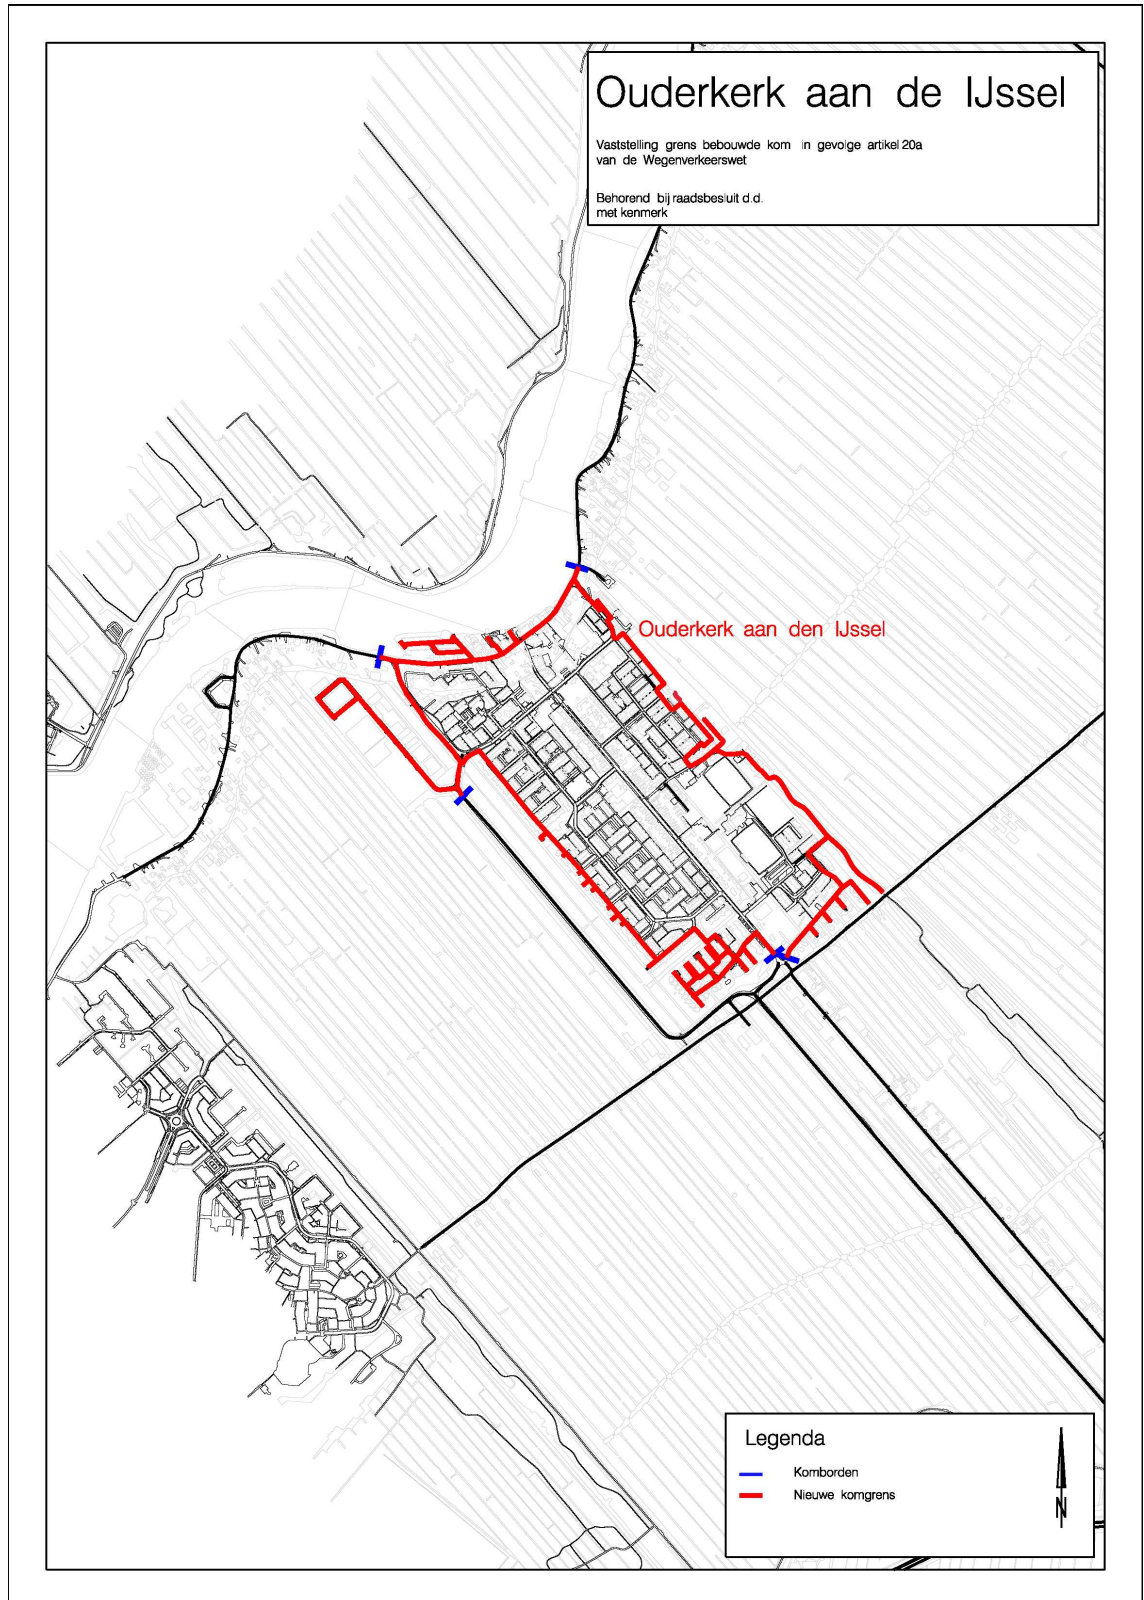 Ouderkerk aan de IJssel
Vaststelling grens bebouwde kom in gevolge artikel 20a
van de Wegenverkeerswet
Behorend bij raadsbesluit d.d.
met kenmerk
Ouderkerk aan den IJssel
Legenda
Komborden
Nieuwe komgrens
N